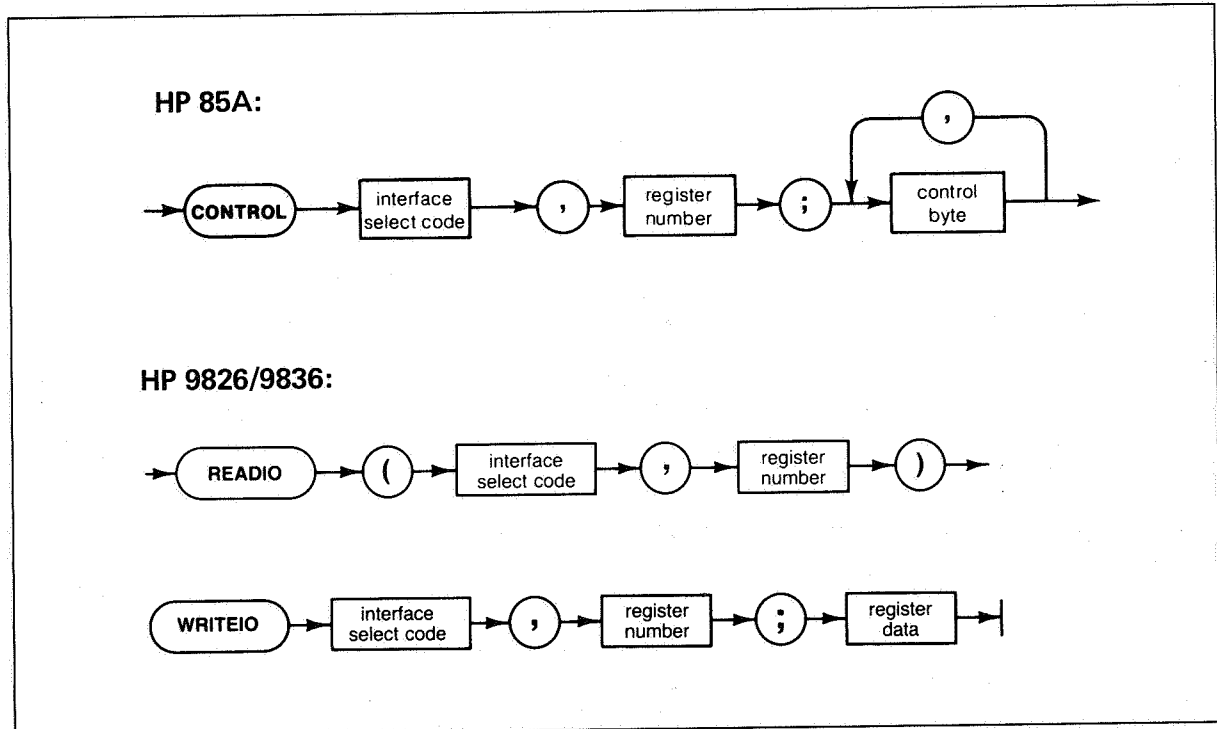 HP 85A:
,
CONTROL
interface
select code
,
register
number
;
control
byte
HP 9826/9836:
READIO
(
interface
select code
,
register
number
)
WRITEIO
interface
select code
,
register
number
;
register
data